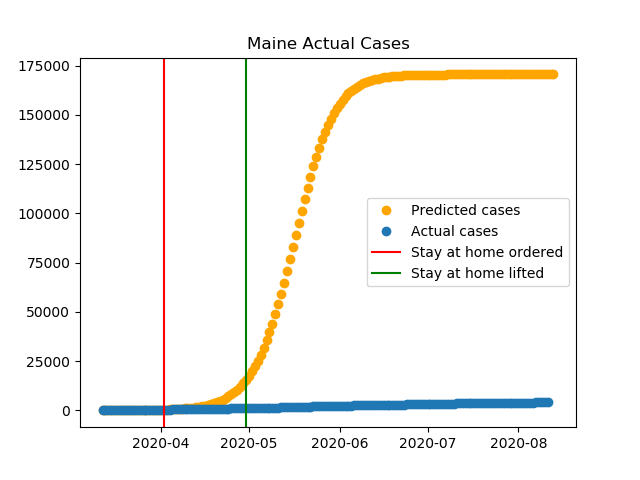 Maine Actual Cases
175000
150000
125000
100000
75000
50000
25000
0
Predicted cases
Actual cases
Stay at home ordered
Stay at home lifted
2020-04 2020-05 2020-06 2020-07 2020-08